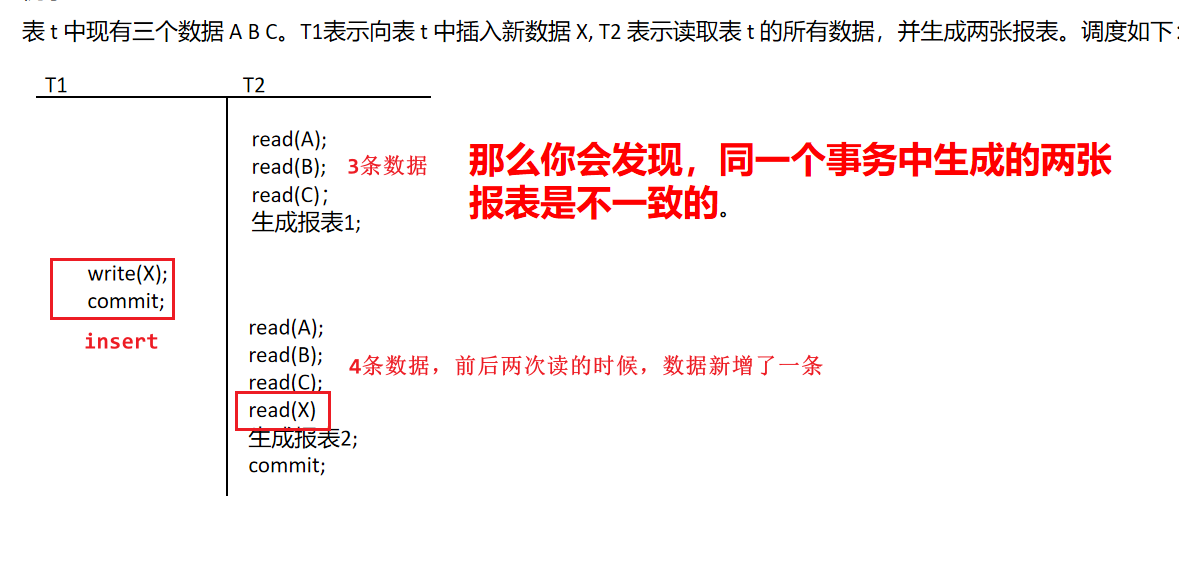 表 t 中现有三个数据 A B C。T1表示向表 t 中插入新数据 X, T2 表示读取表 t 的所有数据，并生成两张报表。调度如下:
T1 T2
read(A);
read(B); 3条数据
read(C);
生成报表1;
那么你会发现，同一个事务中生成的两张
报表是不一致的。
write(X);
commit;
insert
read(A);
read(B);
read(C);
4条数据，前后两次读的时候，数据新增了一条
read(X)
生成报表2;
commit;